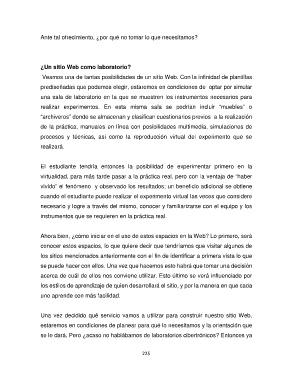 Ante tal ofrecimiento, ¿por qué no tomar lo que necesitamos?
¿Un sitio Web como laboratorio?
Veamos una de tantas posibilidades de un sitio Web. Con la infinidad de plantillas
prediseñadas que podemos elegir, estaremos en condiciones de optar por simular
una sala de laboratorio en la que se muestren los instrumentos necesarios para
realizar experimentos. En esta misma sala se podrían incluir “muebles” o
“archiveros” donde se almacenan y clasifican cuestionarios previos a la realización
de la práctica, manuales en línea con posibilidades multimedia, simulaciones de
procesos y técnicas, así como la reproducción virtual del experimento que se
realizará.
El estudiante tendría entonces la posibilidad de experimentar primero en la
virtualidad, para más tarde pasar a la práctica real, pero con la ventaja de “haber
vivido” el fenómeno y observado los resultados; un beneficio adicional se obtiene
cuando el estudiante puede realizar el experimento virtual las veces que considere
necesario y logre a través del mismo, conocer y familiarizarse con el equipo y los
instrumentos que se requieren en la práctica real.
Ahora bien, ¿cómo iniciar en el uso de estos espacios en la Web? Lo primero, será
conocer estos espacios, lo que quiere decir que tendríamos que visitar algunos de
los sitios mencionados anteriormente con el fin de identificar a primera vista lo que
se puede hacer con ellos. Una vez que hacemos esto habrá que tomar una decisión
acerca de cuál de ellos nos conviene utilizar. Esto último se verá influenciado por
los estilos de aprendizaje de quien desarrollará el sitio, y por la manera en que cada
uno aprende con más facilidad.
Una vez decidido qué servicio vamos a utilizar para construir nuestro sitio Web,
estaremos en condiciones de planear para qué lo necesitamos y la orientación que
se le dará. Pero ¿acaso no hablábamos de laboratorios cibertrónicos? Entonces ya